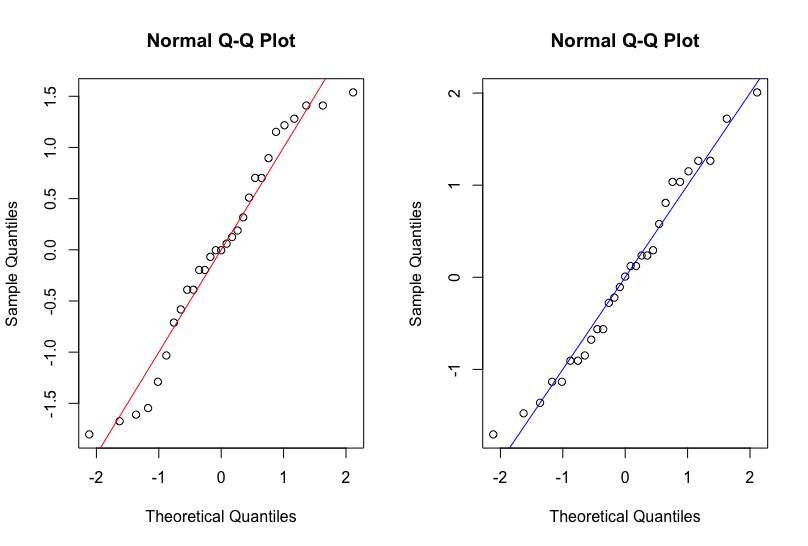 Normal Q-Q Plot
1.5
1.0
0.5
0.0
-0.5
-1.0
-1.5
Sample Quantiles
-2 -1 0 1 2
Theoretical Quantiles
Normal Q-Q Plot
2
1
0
-1
Sample Quantiles
-2 -1 0 1 2
Theoretical Quantiles